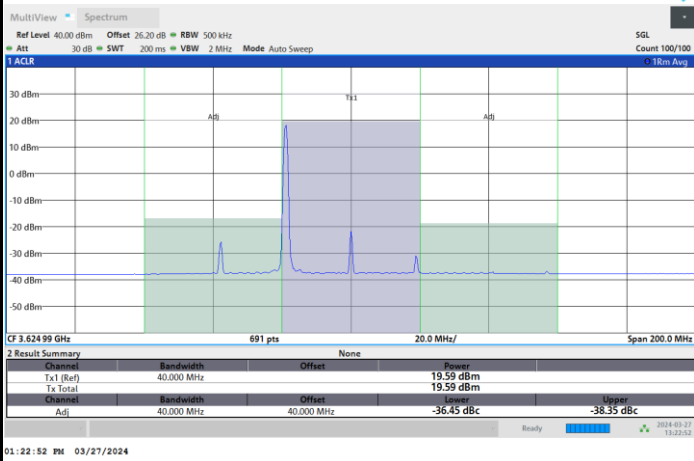 MultiView Spectrum
Ref Level 40.00 dBm Offset 26.20 dB RBW 500 kHz SGL
Att 30 dB SWT 200 ms VBW 2 MHz Mode Auto Sweep Count 100/100
1 ACLR 1Rm Avg
30 dBm
Tx1
20 dBm
Adj Adj
10 dBm
0 dBm
-10 dBm
-20 dBm
-30 dBm
-40 dBm
-50 dBm
CF 3.624 99 GHz 691 pts 20.0 MHz/ Span 200.0 MHz
2 Result Summary None
Channel Bandwidth Offset Power
Tx1 (Ref) 40.000 MHz 19.59 dBm
Tx Total 19.59 dBm
Channel Bandwidth Offset Lower Upper
Adj 40.000 MHz 40.000 MHz -36.45 dBc -38.35 dBc
Ready 2024-03-27
13:22:52
01:22:52 PM 03/27/2024